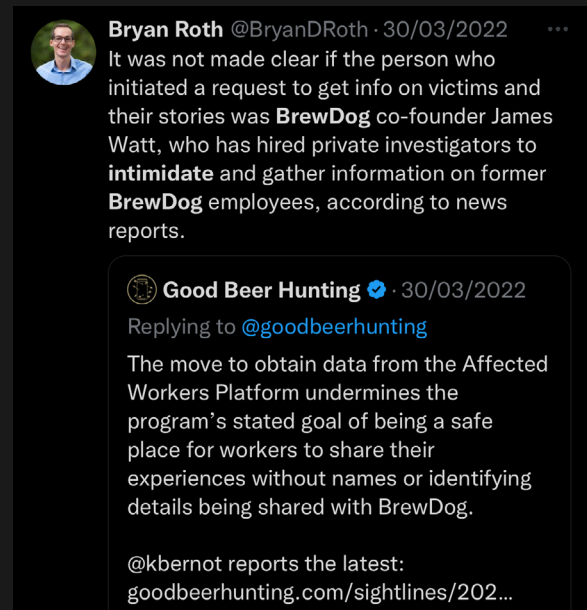 Bryan Roth @BryanDRoth · 30/03/2022
It was not made clear if the person who
initiated a request to get info on victims and
their stories was BrewDog co-founder James
Watt, who has hired private investigators to
intimidate and gather information on former
BrewDog employees, according to news
reports.
Good Beer Hunting · 30/03/2022
Replying to @goodbeerhunting
The move to obtain data from the Affected
Workers Platform undermines the
program’s stated goal of being a safe
place for workers to share their
experiences without names or identifying
details being shared with BrewDog.
@kbernot reports the latest:
goodbeerhunting.com/sightlines/202...